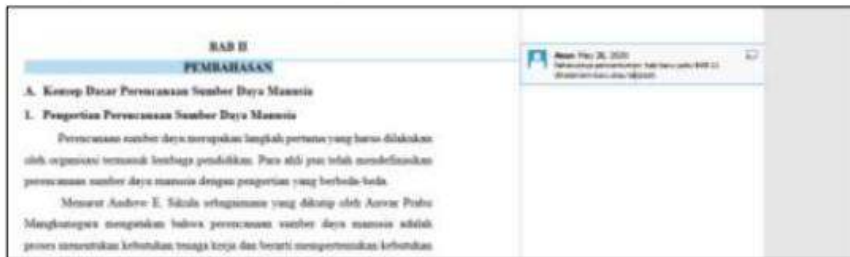 BAB II
PEMBAHASAN
A. Konsep Dasar Perencanaan Sumber Daya Manusia
1. Pengertian Perencanaan Sumber Daya Manusia
Perencanaan sumber daya merupakan langkah pertama yang harus dilakukan
oleh organisasi termasuk lembaga pendidikan. Para ahli pun telah mendefinisikan
perencanaan sumber daya manusia dengan pengertian yang berbeda-beda.
Menurut Andrew E. Sikula sebagaimana yang dikutip oleh Anwar Prabu
Mangkunegara mengatakan bahwa perencanaan sumber daya manusia adalah
proses menentukan kebutuhan tenaga kerja dan berarti mempertemukan kebutuhan
May 28, 2020